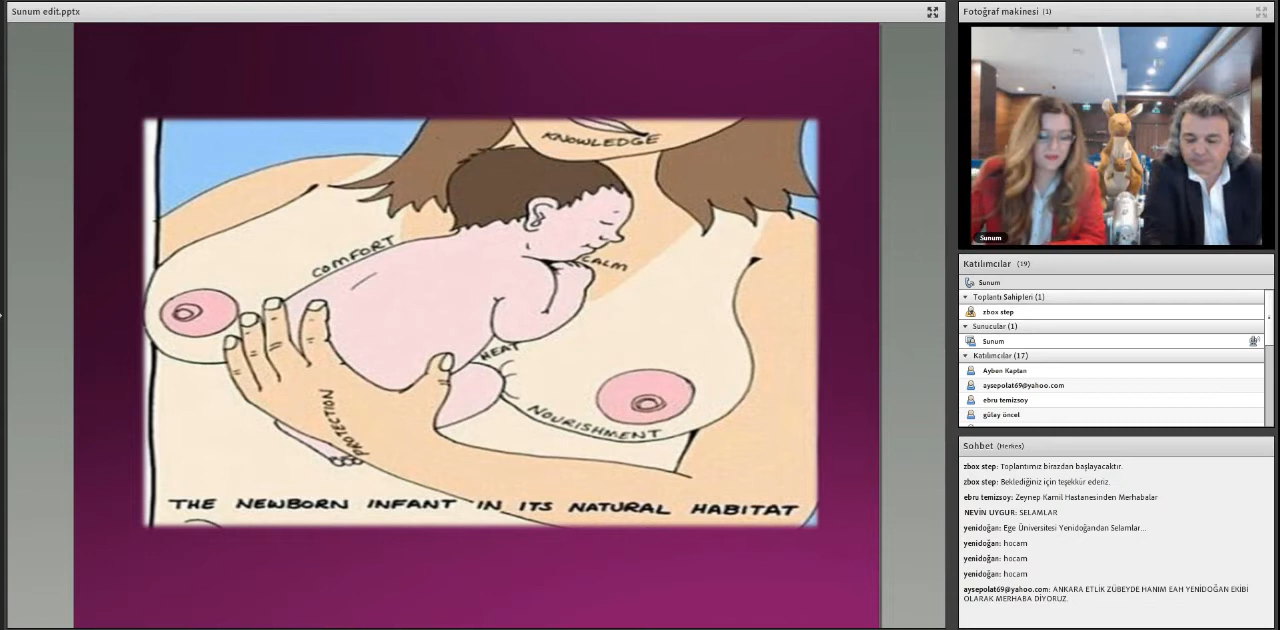 Sunum edit.pptx
KNOWLEDGE
COMFORT
CALM
HEAT
NOURISHMENT
PROTECTION
THE NEWBORN INFANT IN ITS NATURAL HABITAT
Fotoğraf makinesi (1)
Sunum
Katılımcılar (19)
Sunum
Toplantı Sahipleri (1)
zbox step
Sunucular (1)
Sunum
Katılımcılar (17)
Ayben Kaptan
aysepolat69@yahoo.com
ebru temizsoy
gülay öncel
Sohbet (Herkes)
zbox step: Toplantımız birazdan başlayacaktır.
zbox step: Beklediğiniz için teşekkür ederiz.
ebru temizsoy: Zeynep Kamil Hastanesinden Merhabalar
NEVİN UYGUR: SELAMLAR
yenidoğan: Ege Üniversitesi Yenidoğandan Selamlar...
yenidoğan: hocam
yenidoğan: hocam
yenidoğan: hocam
aysepolat69@yahoo.com: ANKARA ETLİK ZÜBEYDE HANIM EAH YENİDOĞAN EKİBİ
OLARAK MERHABA DİYORUZ.